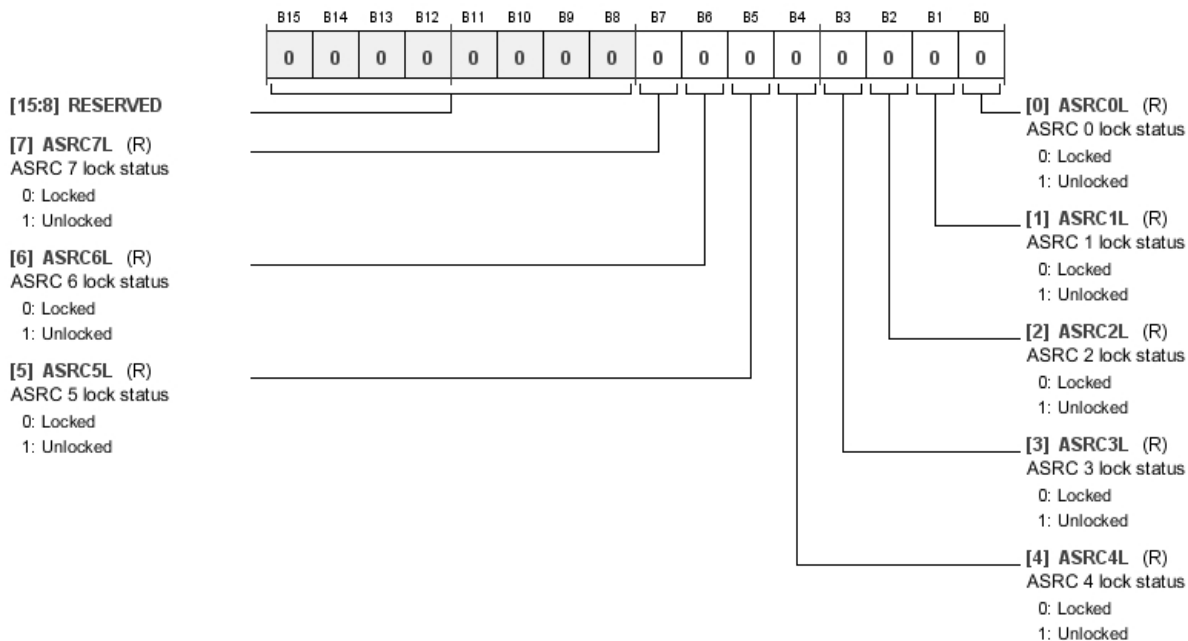 B15 B14 B13 B12 B11 B10 B9 B8 B7 B6 B5 B4 B3 B2 B1 B0
0 0 0 0 0 0 0 0 0 0 0 0 0 0 0 0
[15:8] RESERVED
[7] ASRC7L (R)
ASRC 7 lock status
0: Locked
1: Unlocked
[6] ASRC6L (R)
ASRC 6 lock status
0: Locked
1: Unlocked
[5] ASRC5L (R)
ASRC 5 lock status
0: Locked
1: Unlocked
[0] ASRC0L (R)
ASRC 0 lock status
0: Locked
1: Unlocked
[1] ASRC1L (R)
ASRC 1 lock status
0: Locked
1: Unlocked
[2] ASRC2L (R)
ASRC 2 lock status
0: Locked
1: Unlocked
[3] ASRC3L (R)
ASRC 3 lock status
0: Locked
1: Unlocked
[4] ASRC4L (R)
ASRC 4 lock status
0: Locked
1: Unlocked